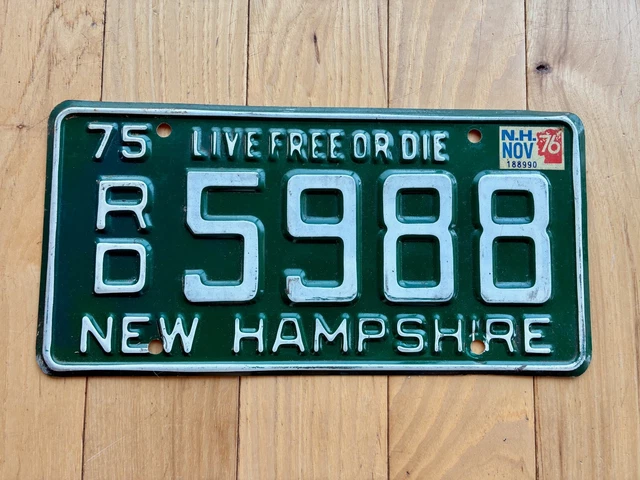 75 LIVE FREE OR DIE
N.H. 76
NOV
188990
RD 5988
NEW HAMPSHIRE